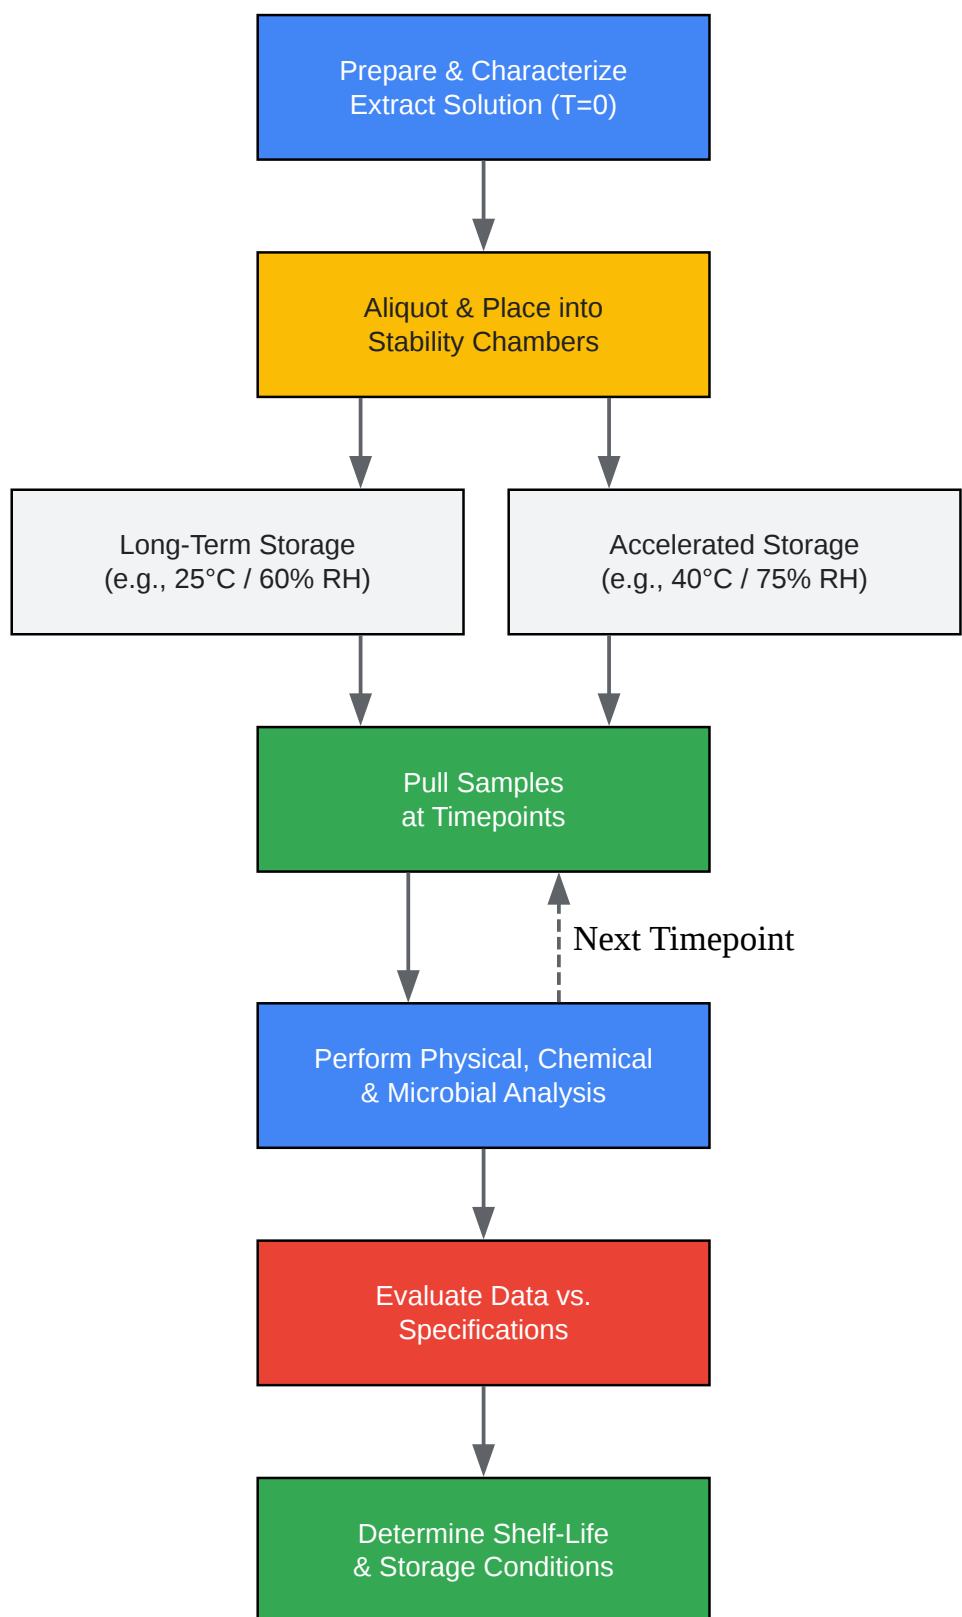 Prepare & Characterize
Extract Solution (T=0)
Aliquot & Place into
Stability Chambers
Long-Term Storage
(e.g., 25°C / 60% RH)
Accelerated Storage
(e.g., 40°C / 75% RH)
Pull Samples
at Timepoints
Next Timepoint
Perform Physical, Chemical
& Microbial Analysis
Evaluate Data vs.
Specifications
Determine Shelf-Life
& Storage Conditions